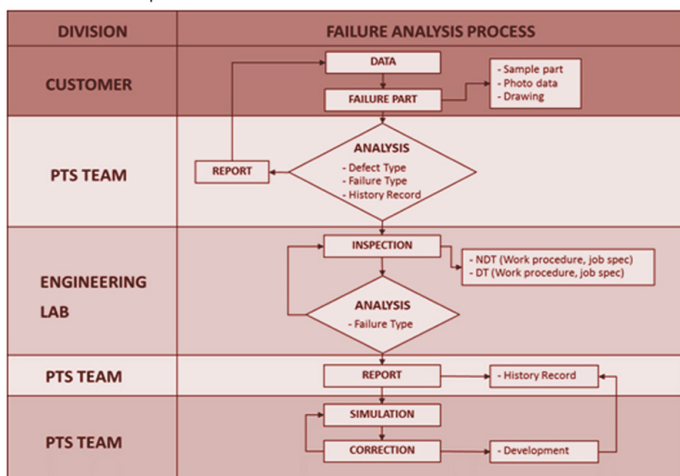 DIVISION
FAILURE ANALYSIS PROCESS
CUSTOMER
DATA
FAILURE PART
- Sample part
- Photo data
- Drawing
PTS TEAM
REPORT
ANALYSIS
- Defect Type
- Failure Type
- History Record
ENGINEERING
LAB
INSPECTION
- NDT (Work procedure, job spec)
- DT (Work procedure, job spec)
ANALYSIS
- Failure Type
PTS TEAM
REPORT
- History Record
PTS TEAM
SIMULATION
CORRECTION
- Development